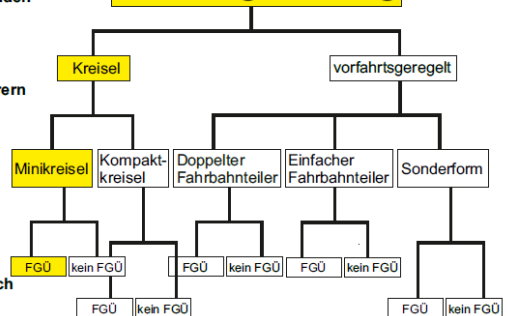 Kreisel
vorfahrtsgeregelt
ern
Minikreisel
Kompakt-
kreisel
Doppelter
Fahrbahnteiler
Einfacher
Fahrbahnteiler
Sonderform
FGÜ
kein FGÜ
FGÜ
kein FGÜ
FGÜ
kein FGÜ
ch
FGÜ
kein FGÜ
FGÜ
kein FGÜ